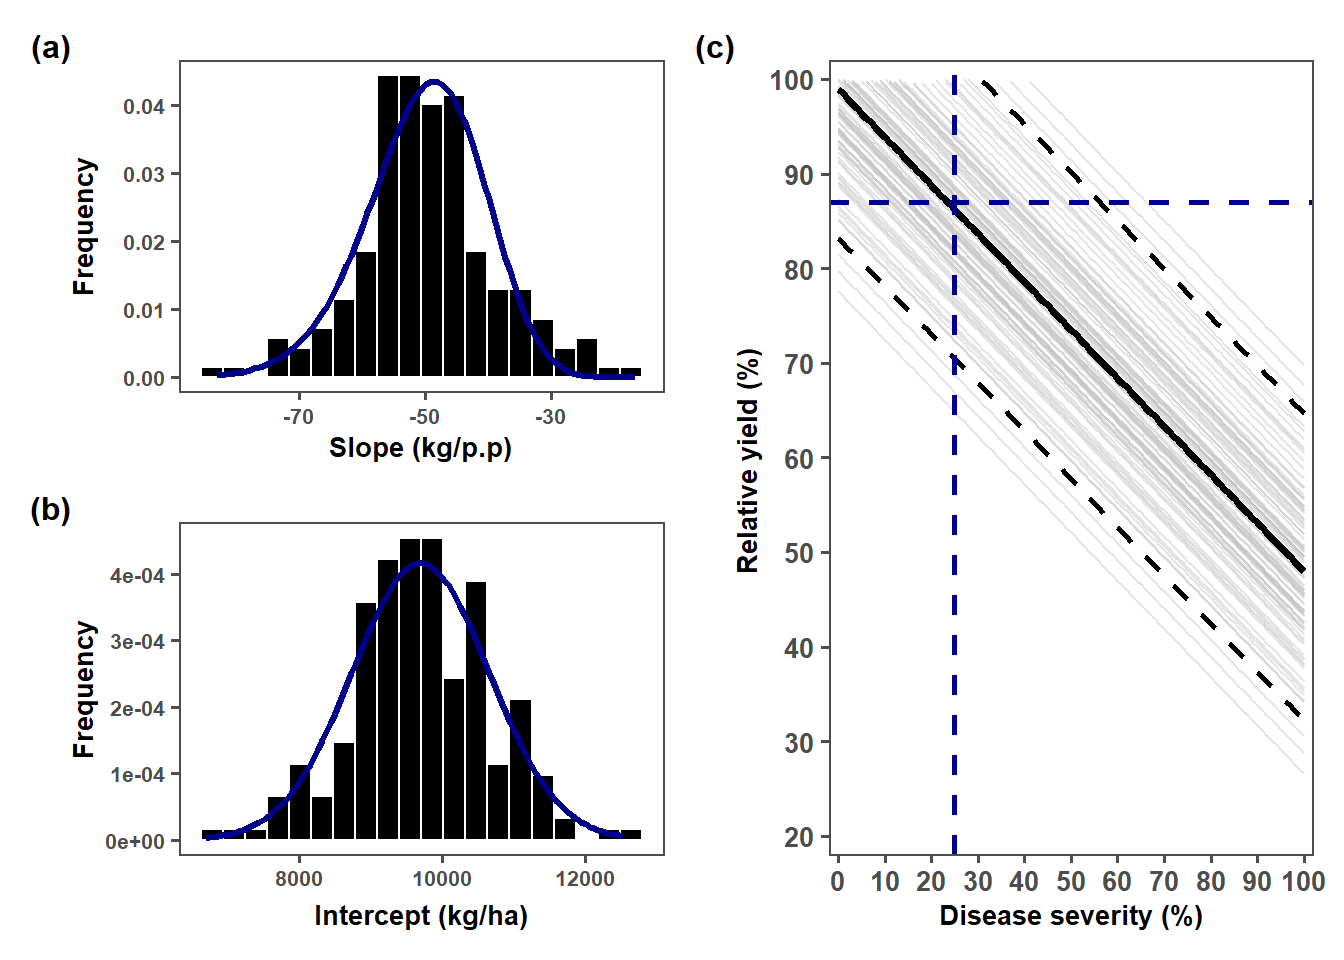 (a)
Frequency
0.04
0.03
0.02
0.01
0.00
-70 -50 -30
Slope (kg/p.p)
(b)
Frequency
4e-04
3e-04
2e-04
1e-04
0e+00
8000 10000 12000
Intercept (kg/ha)
(c)
Relative yield (%)
100
90
80
70
60
50
40
30
20
0 10 20 30 40 50 60 70 80 90 100
Disease severity (%)